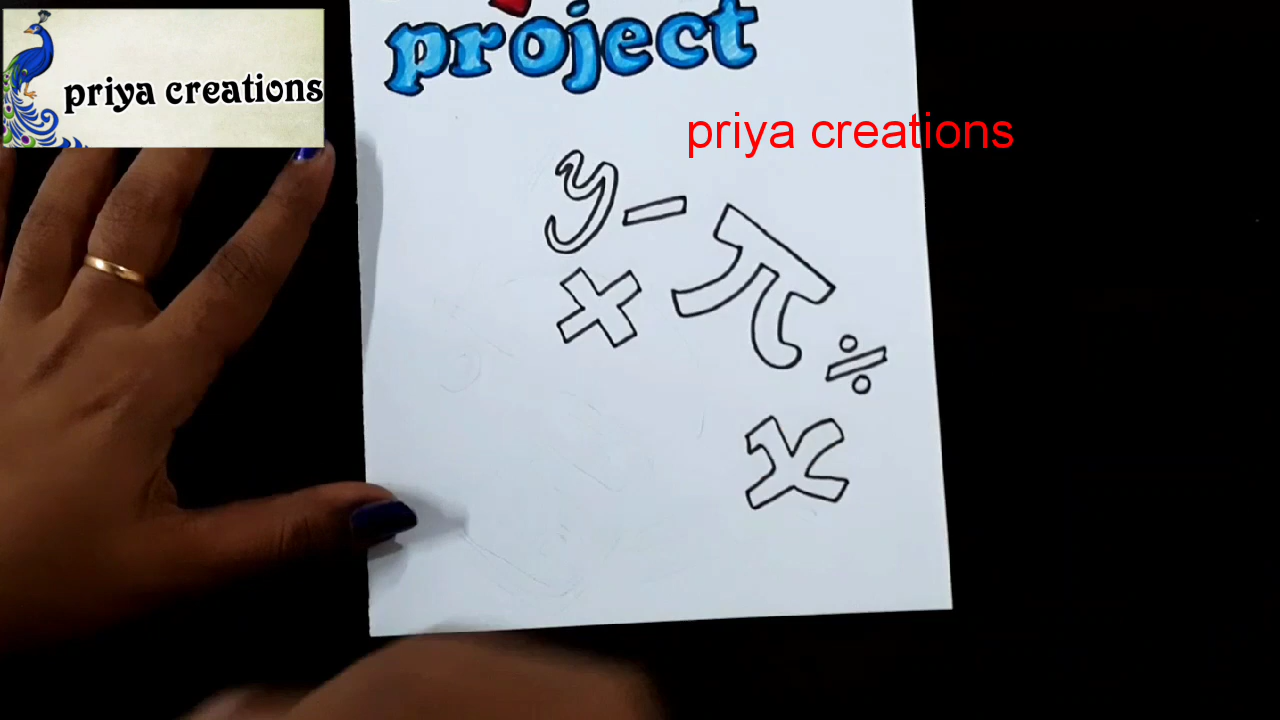 project
priya creations
priya creations
y -
π
×
÷
x